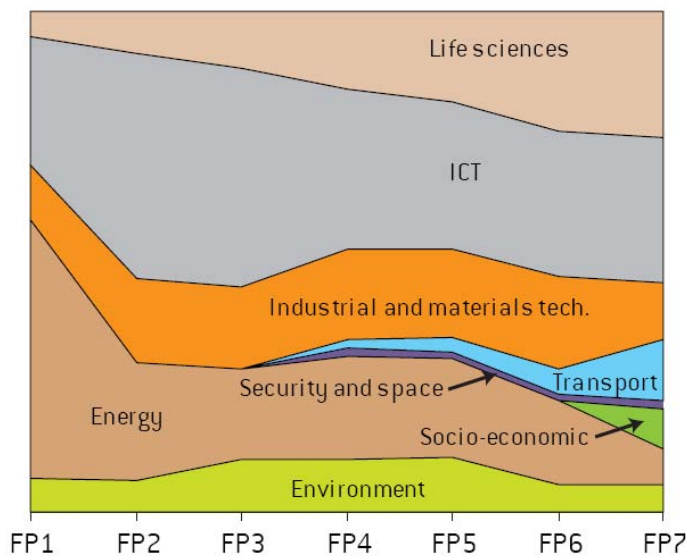 Life sciences
ICT
Industrial and materials tech.
Security and space
Transport
Energy
Socio-economic
Environment
FP1 FP2 FP3 FP4 FP5 FP6 FP7